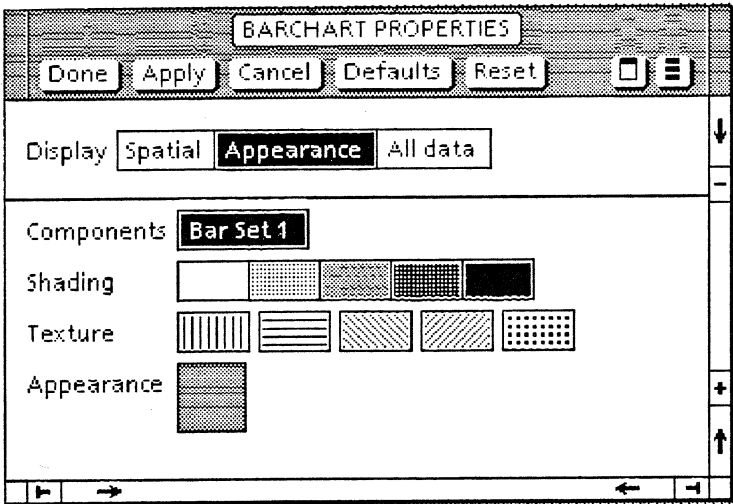 BARCHART PROPERTIES
Done Apply Cancel Defaults Reset
Display Spatial Appearance All data
Components Bar Set 1
Shading
Texture
Appearance